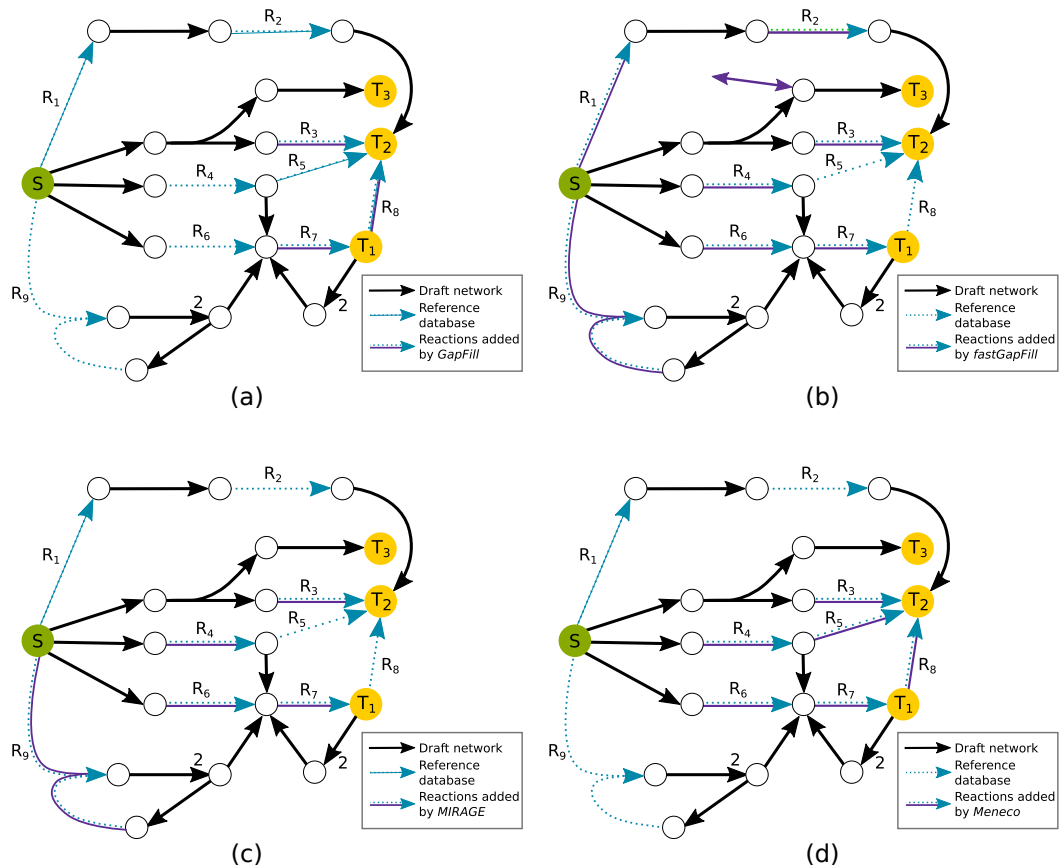 R2
R1
T3
R3
T2
R5
S
R4
R8
R6
R7
T1
R9
2
2
Draft network
Reference
database
Reactions added
by GapFill
(a)
R2
R1
T3
R3
T2
R5
S
R4
R8
R6
R7
T1
R9
2
2
Draft network
Reference
database
Reactions added
by fastGapFill
(b)
R2
R1
T3
R3
T2
R5
S
R4
R8
R6
R7
T1
R9
2
2
Draft network
Reference
database
Reactions added
by MIRAGE
(c)
R2
R1
T3
R3
T2
R5
S
R4
R8
R6
R7
T1
R9
2
2
Draft network
Reference
database
Reactions added
by Meneco
(d)